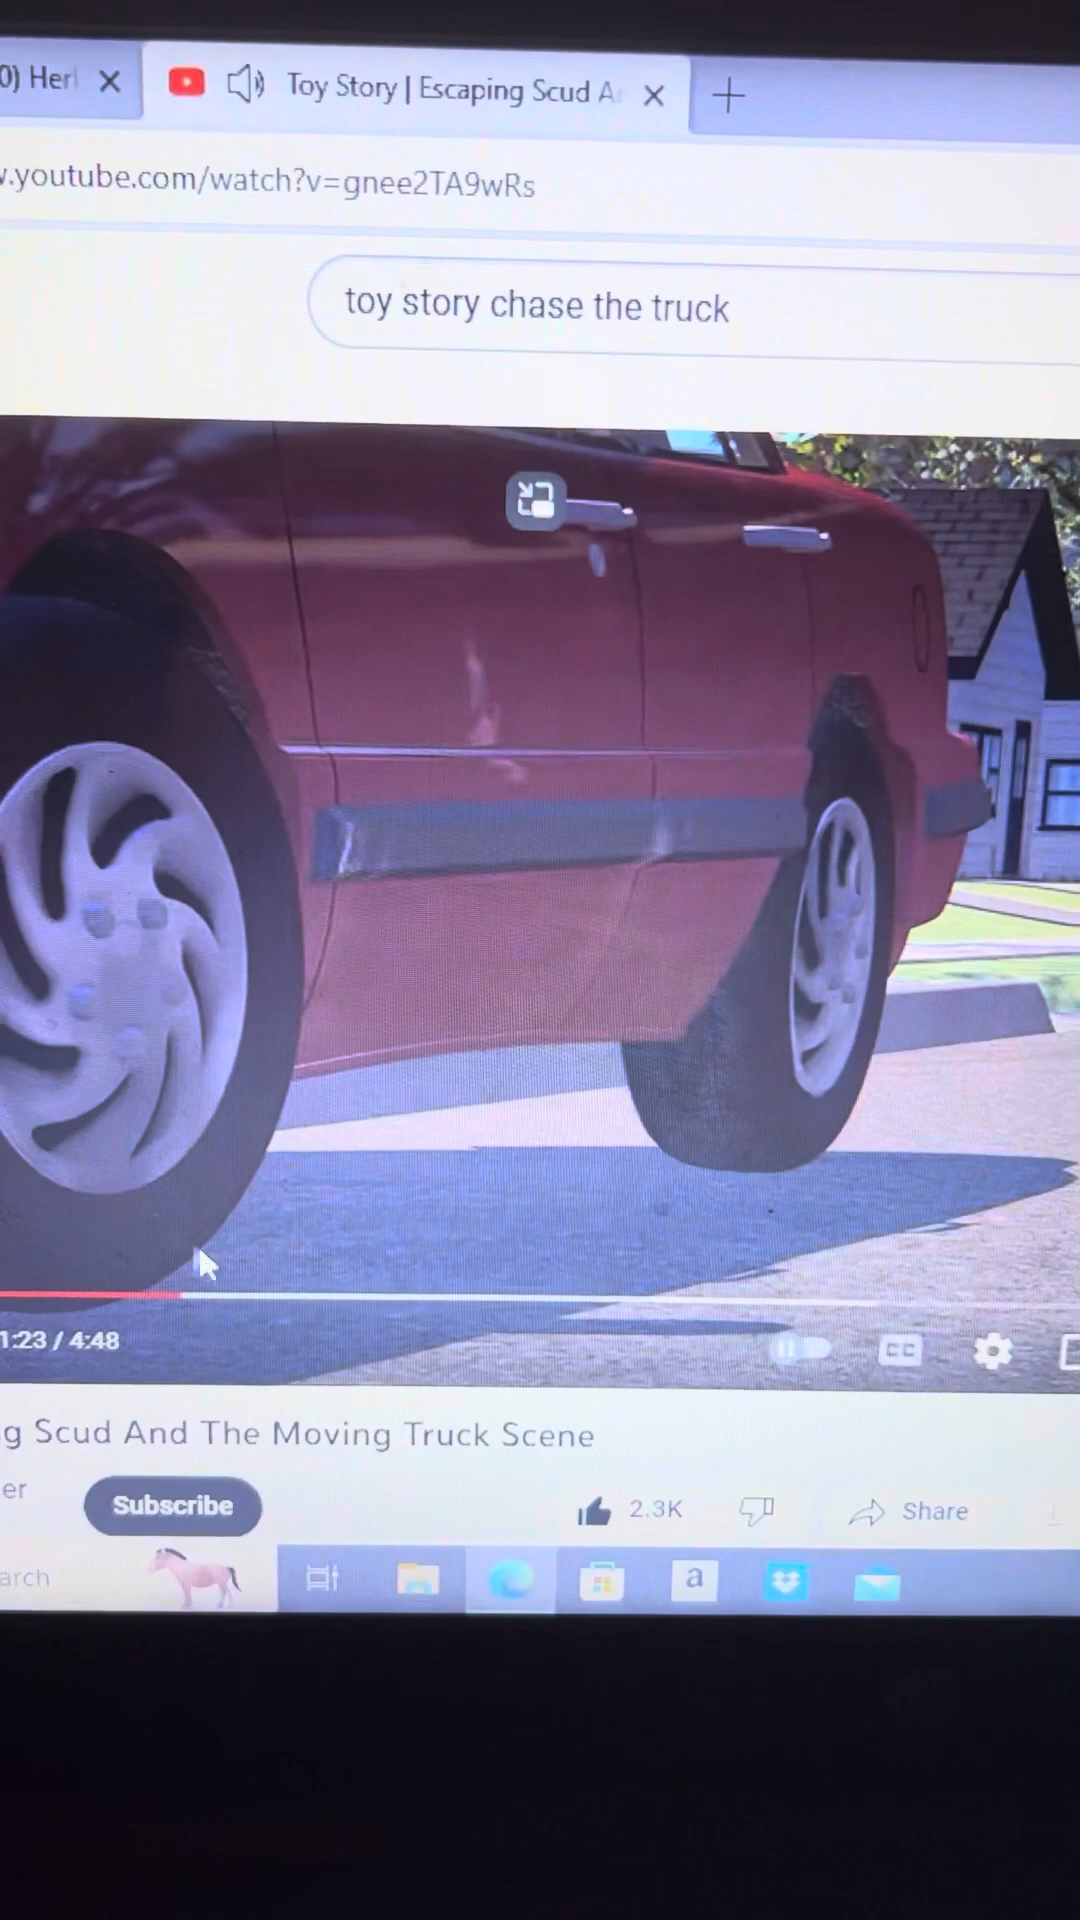 0) Her
Toy Story | Escaping Scud A
.youtube.com/watch?v=gnee2TA9wRs
toy story chase the truck
1:23 / 4:48
CC
g Scud And The Moving Truck Scene
er
Subscribe
2.3K
Share
arch
a